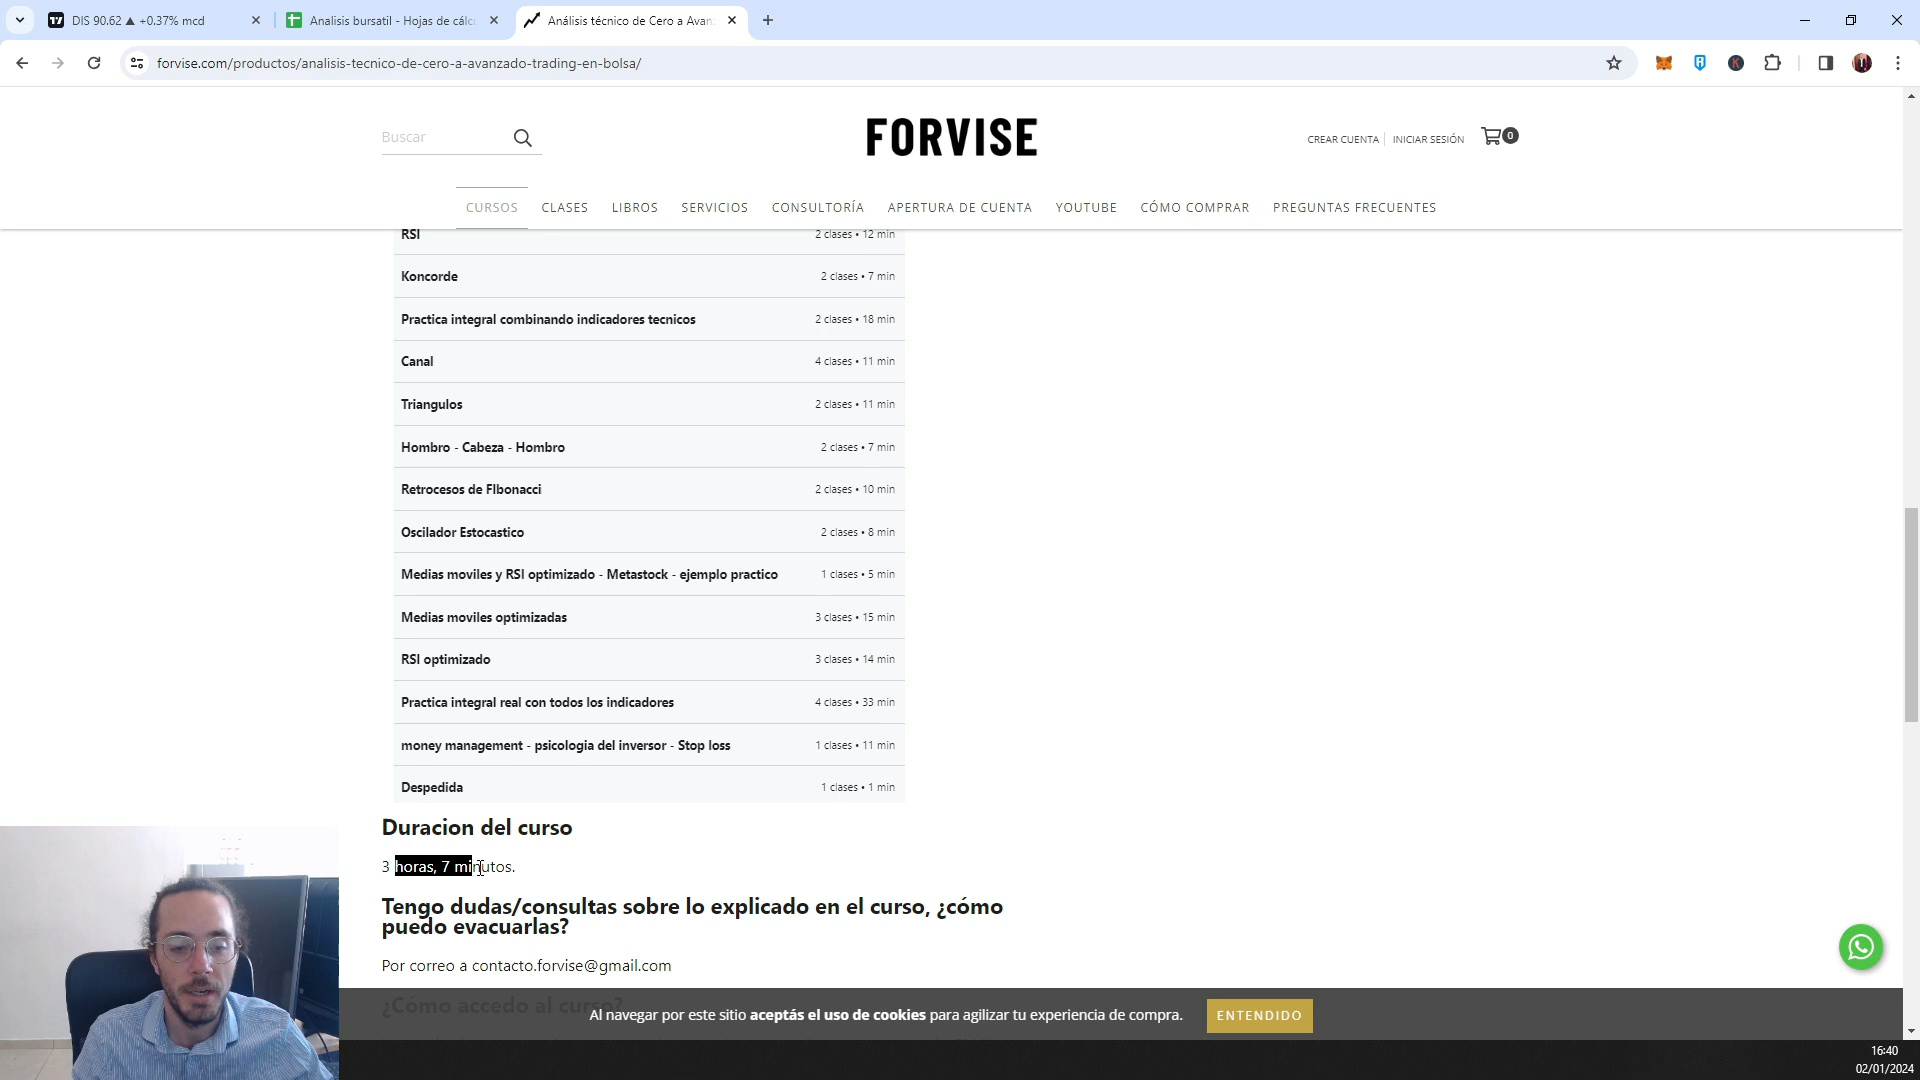 DIS 90.62 ▲ +0.37% mcd
Analisis bursatil - Hojas de cálc
Análisis técnico de Cero a Avan
forvise.com/productos/analisis-tecnico-de-cero-a-avanzado-trading-en-bolsa/
Buscar
FORVISE
CREAR CUENTA
INICIAR SESIÓN
0
CURSOS CLASES LIBROS SERVICIOS CONSULTORÍA APERTURA DE CUENTA YOUTUBE CÓMO COMPRAR PREGUNTAS FRECUENTES
RSI 2 clases • 12 min
Koncorde 2 clases • 7 min
Practica integral combinando indicadores tecnicos 2 clases • 18 min
Canal 4 clases • 11 min
Triangulos 2 clases • 11 min
Hombro - Cabeza - Hombro 2 clases • 7 min
Retrocesos de FIbonacci 2 clases • 10 min
Oscilador Estocastico 2 clases • 8 min
Medias moviles y RSI optimizado - Metastock - ejemplo practico 1 clases • 5 min
Medias moviles optimizadas 3 clases • 15 min
RSI optimizado 3 clases • 14 min
Practica integral real con todos los indicadores 4 clases • 33 min
money management - psicologia del inversor - Stop loss 1 clases • 11 min
Despedida 1 clases • 1 min
Duracion del curso
3 horas, 7 minutos.
Tengo dudas/consultas sobre lo explicado en el curso, ¿cómo
puedo evacuarlas?
Por correo a contacto.forvise@gmail.com
¿Cómo accedo al curso?
Al navegar por este sitio aceptás el uso de cookies para agilizar tu experiencia de compra.
ENTENDIDO
16:40
02/01/2024